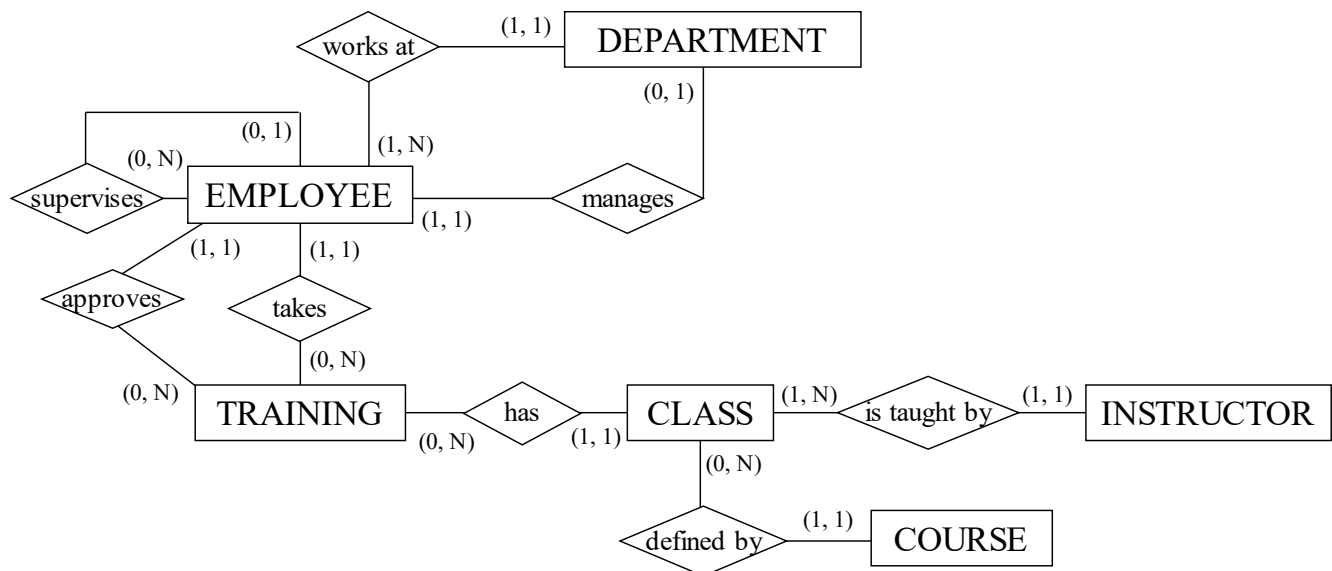 works at
(1, 1)
DEPARTMENT
(0, 1)
(0, 1)
(1, N)
(0, N)
supervises
EMPLOYEE
manages
(1, 1)
(1, 1)
(1, 1)
approves
takes
(0, N)
(0, N)
TRAINING
has
(0, N)
(1, 1)
CLASS
(1, N)
is taught by
(1, 1)
INSTRUCTOR
(0, N)
defined by
(1, 1)
COURSE